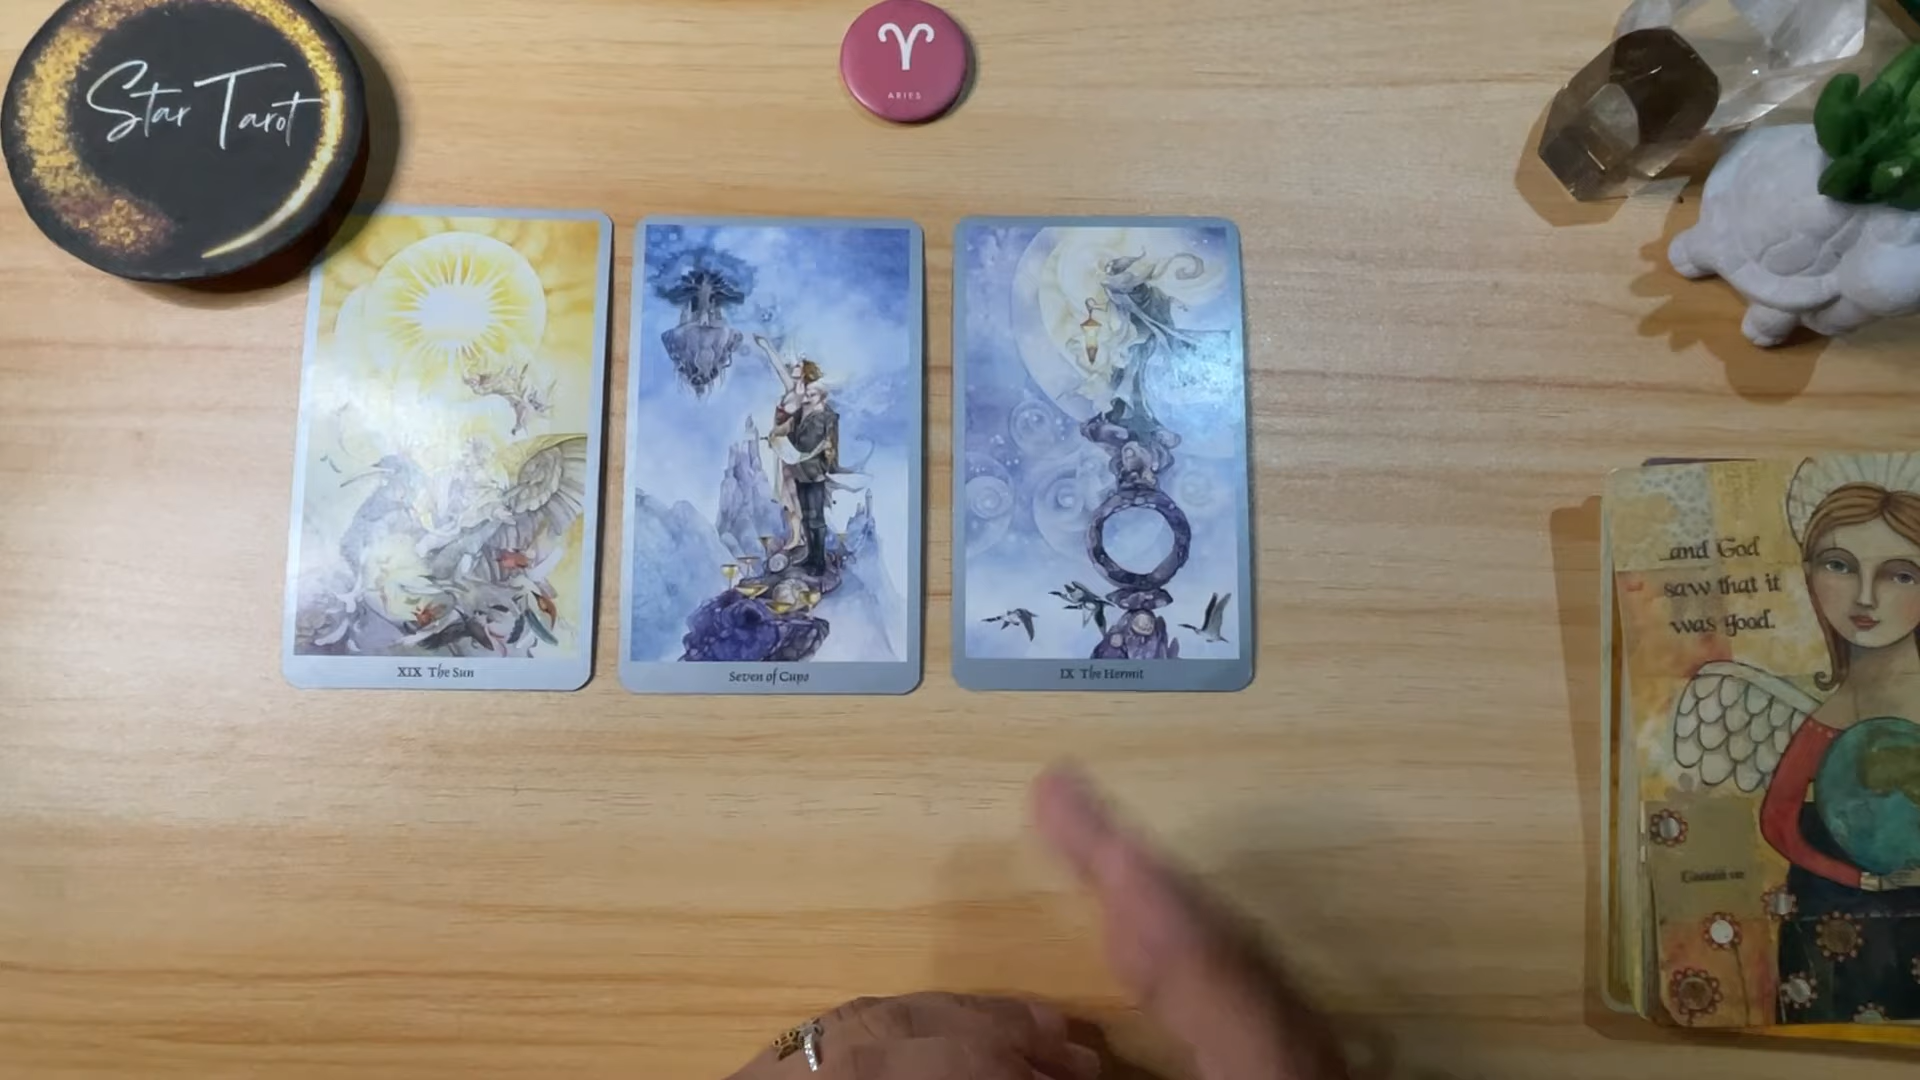 Star Tarot
ARIES
XIX The Sun
Seven of Cups
IX The Hermit
...and God
saw that it
was good.